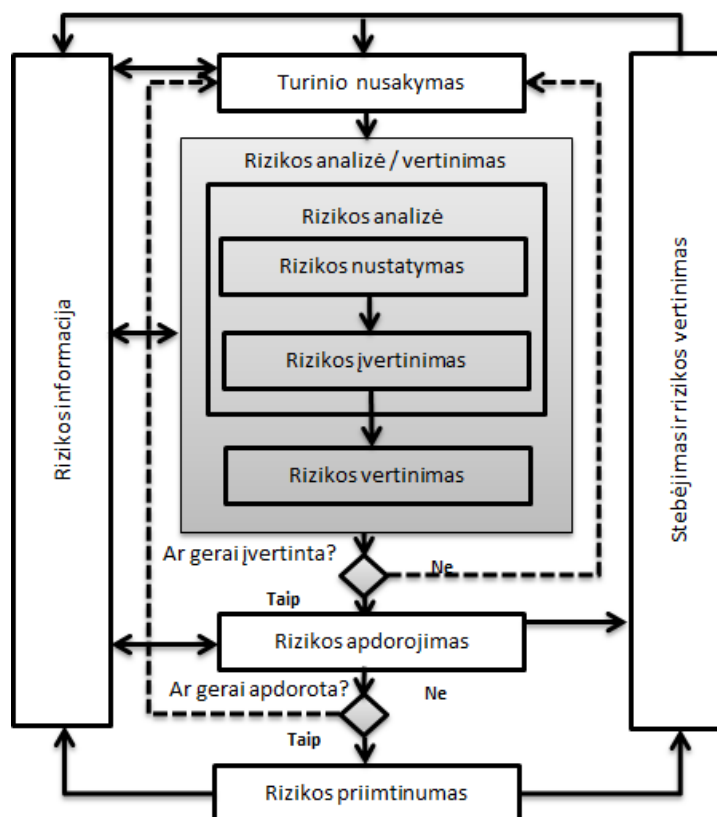 Turinio nusakymas
Rizikos analizė / vertinimas
Rizikos analizė
Rizikos nustatymas
Rizikos įvertinimas
Rizikos vertinimas
Rizikos informacija
Stebėjimas ir rizikos vertinimas
Ar gerai įvertinta?
Ne
Taip
Rizikos apdorojimas
Ar gerai apdorota?
Ne
Taip
Rizikos priimtinumas